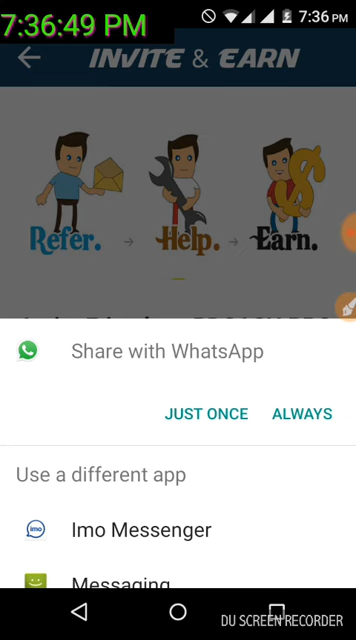 7:36:49 PM
7:36 PM
INVITE & EARN
Refer.
Help.
Earn.
Share with WhatsApp
JUST ONCE
ALWAYS
Use a different app
imo
Imo Messenger
Messaging
DU SCREEN RECORDER